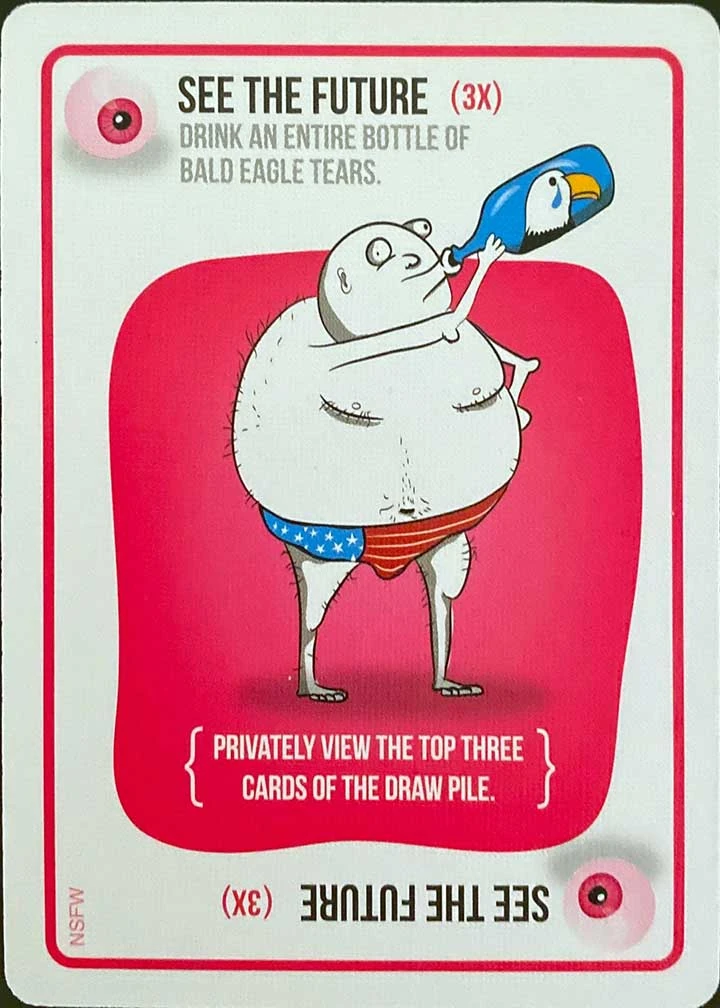 SEE THE FUTURE (3X)
DRINK AN ENTIRE BOTTLE OF
BALD EAGLE TEARS.
{ PRIVATELY VIEW THE TOP THREE
CARDS OF THE DRAW PILE. }
SEE THE FUTURE (3X)
NSFW